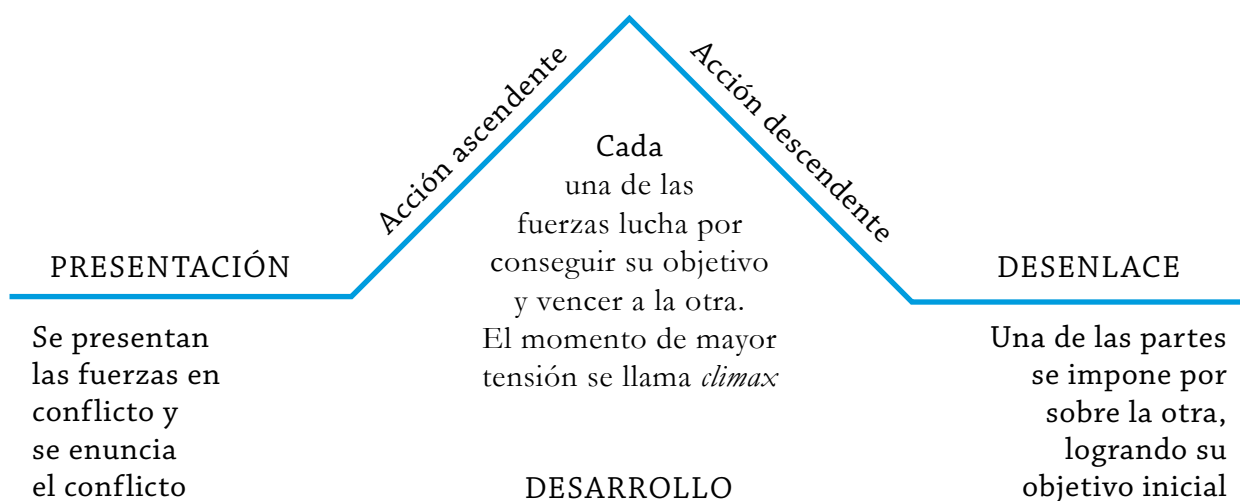 Acción ascendente
Acción descendente
PRESENTACIÓN
Se presentan
las fuerzas en
conflicto y
se enuncia
el conflicto
Cada
una de las
fuerzas lucha por
conseguir su objetivo
y vencer a la otra.
El momento de mayor
tensión se llama climax
DESARROLLO
DESENLACE
Una de las partes
se impone por
sobre la otra,
logrando su
objetivo inicial